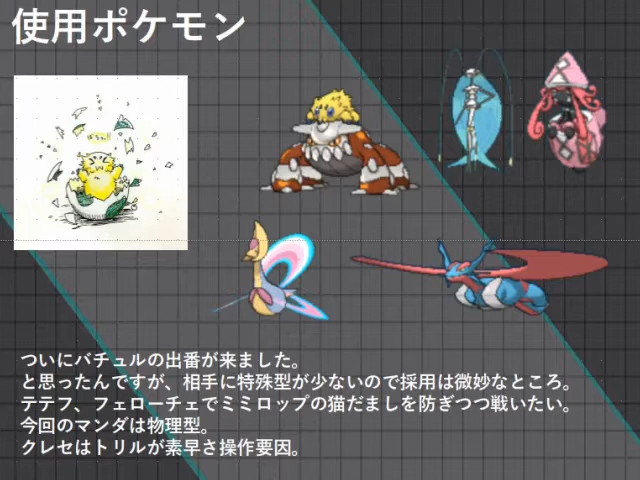 使用ポケモン
ついにバチュルの出番が来ました。
と思ったんですが、相手に特殊型が少ないので採用は微妙なところ。
テテフ、フェローチェでミミロップの猫だましを防ぎつつ戦いたい。
今回のマンダは物理型。
クレセはトリルが素早さ操作要因。